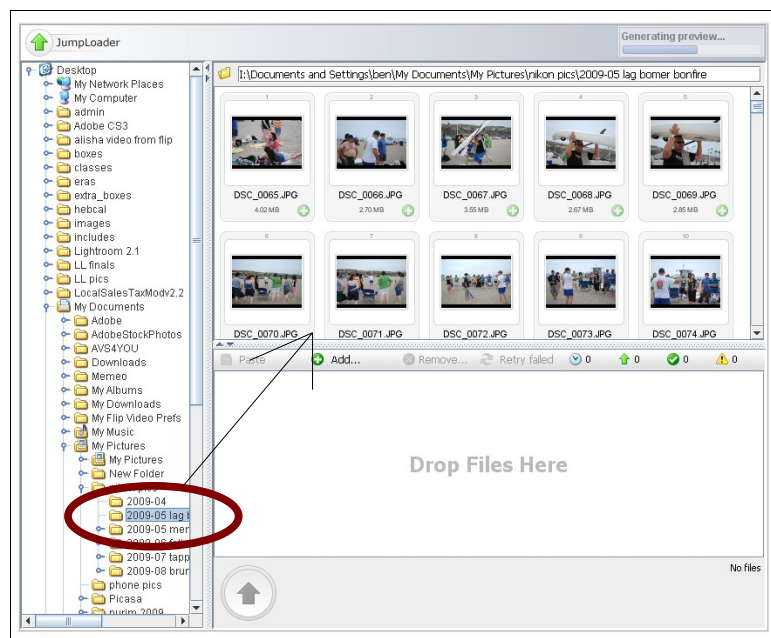 JumpLoader
Generating preview...
Desktop
My Network Places
My Computer
admin
Adobe CS3
alisha video from flip
boxes
classes
eras
extra_boxes
hebcal
images
includes
Lightroom 2.1
LL finals
LL pics
LocalSalesTaxModv2.2
My Documents
Adobe
AdobeStockPhotos
AVS4YOU
Downloads
Memeo
My Albums
My Downloads
My Flip Video Prefs
My Music
My Pictures
My Pictures
New Folder
2009-04
2009-05 lag b
2009-05 mer
2009-07 tapp
2009-08 brun
phone pics
Picasa
purim 2009
I:\Documents and Settings\ben\My Documents\My Pictures\nikon pics\2009-05 lag bomer bonfire
1 2 3 4 5
DSC_0065.JPG DSC_0066.JPG DSC_0067.JPG DSC_0068.JPG DSC_0069.JPG
4.02 MB 2.70 MB 3.55 MB 2.67 MB 2.85 MB
6 7 8 9 10
DSC_0070.JPG DSC_0071.JPG DSC_0072.JPG DSC_0073.JPG DSC_0074.JPG
Paste Add... Remove... Retry failed 0 0 0 0
Drop Files Here
No files